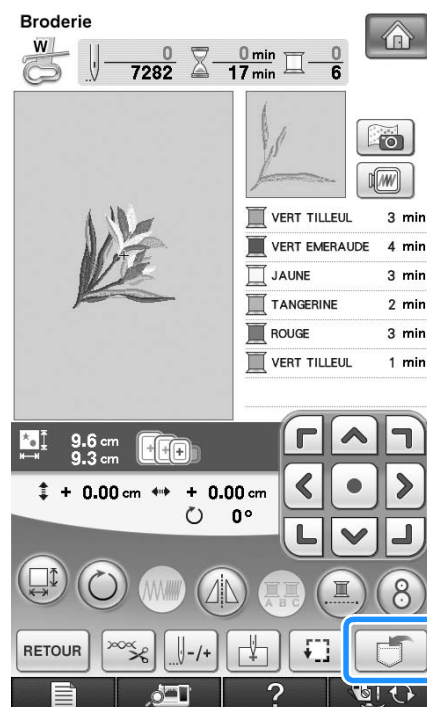 Broderie
W
0 0 min 0
7282 17 min 6
VERT TILLEUL 3 min
VERT EMERAUDE 4 min
JAUNE 3 min
TANGERINE 2 min
ROUGE 3 min
VERT TILLEUL 1 min
9.6 cm
9.3 cm
+ 0.00 cm + 0.00 cm
0°
A B C
8
RETOUR
-/+
?